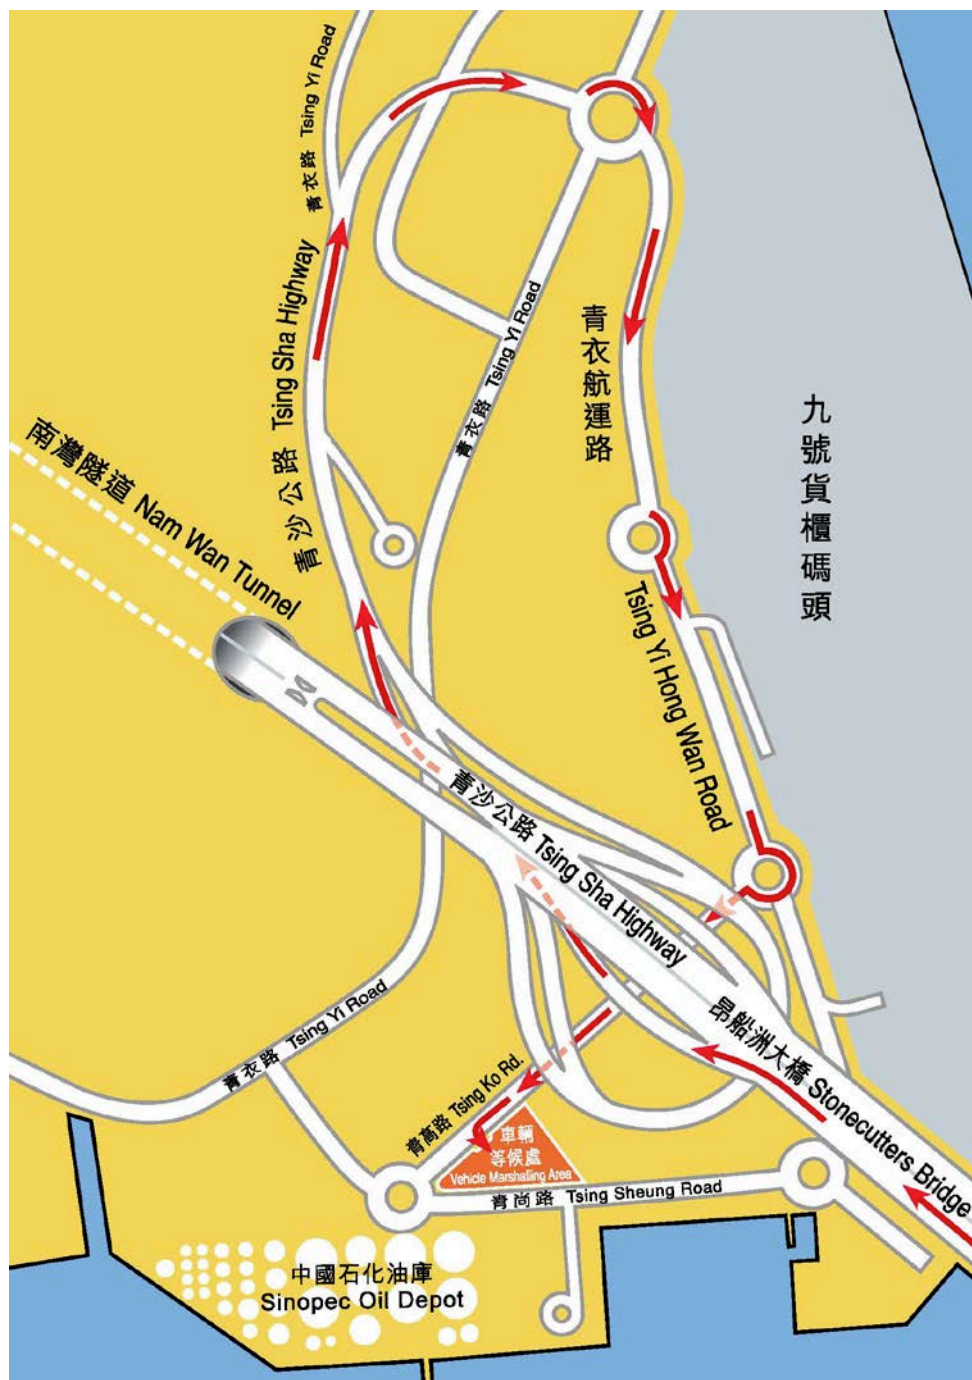 青衣路 Tsing Yi Road
青沙公路 Tsing Sha Highway
青衣路 Tsing Yi Road
青衣航運路
九號貨櫃碼頭
南灣隧道 Nam Wan Tunnel
Tsing Yi Hong Wan Road
青沙公路 Tsing Sha Highway
昂船洲大橋 Stonecutters Bridge
青衣路 Tsing Yi Road
青高路 Tsing Ko Rd.
車輛
等候處
Vehicle Marshalling Area
青尚路 Tsing Sheung Road
中國石化油庫
Sinopec Oil Depot